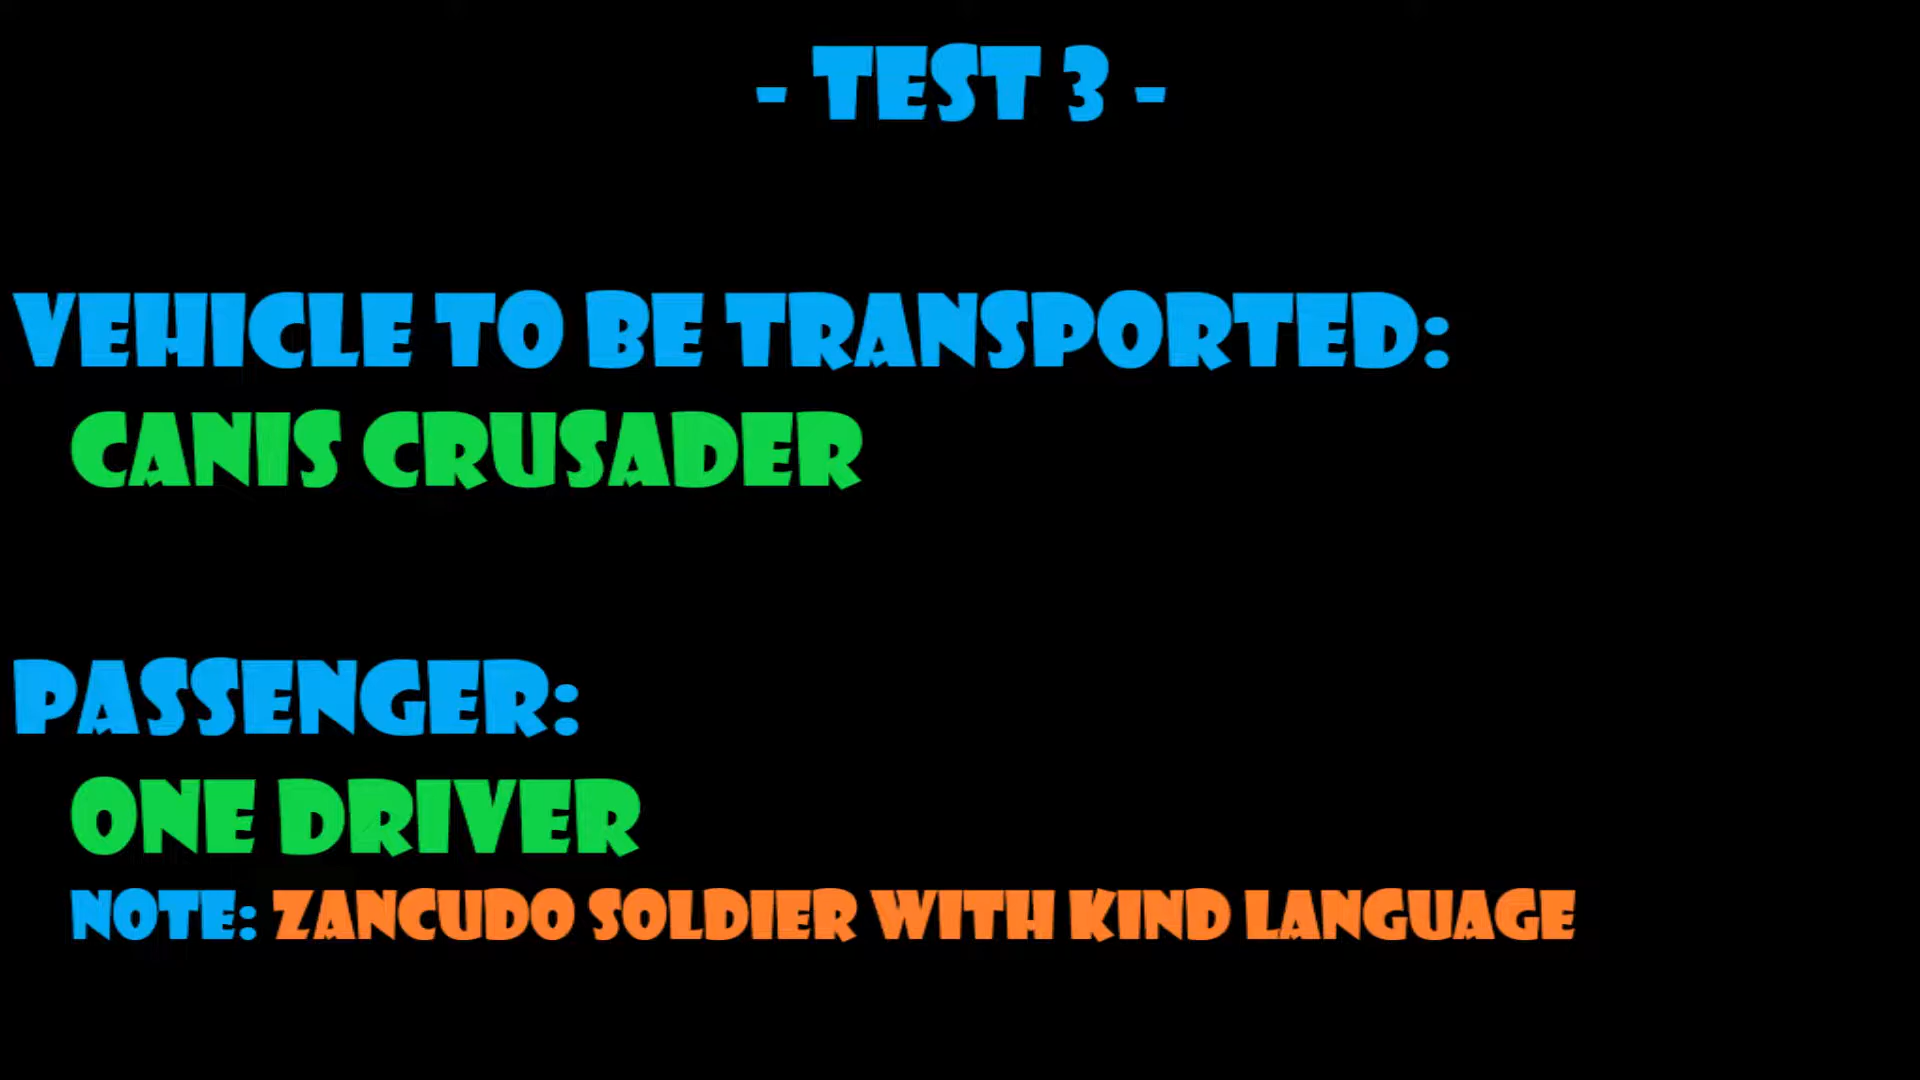 - TEST 3 -
VEHICLE TO BE TRANSPORTED:
CANIS CRUSADER
PASSENGER:
ONE DRIVER
NOTE: ZANCUDO SOLDIER WITH KIND LANGUAGE